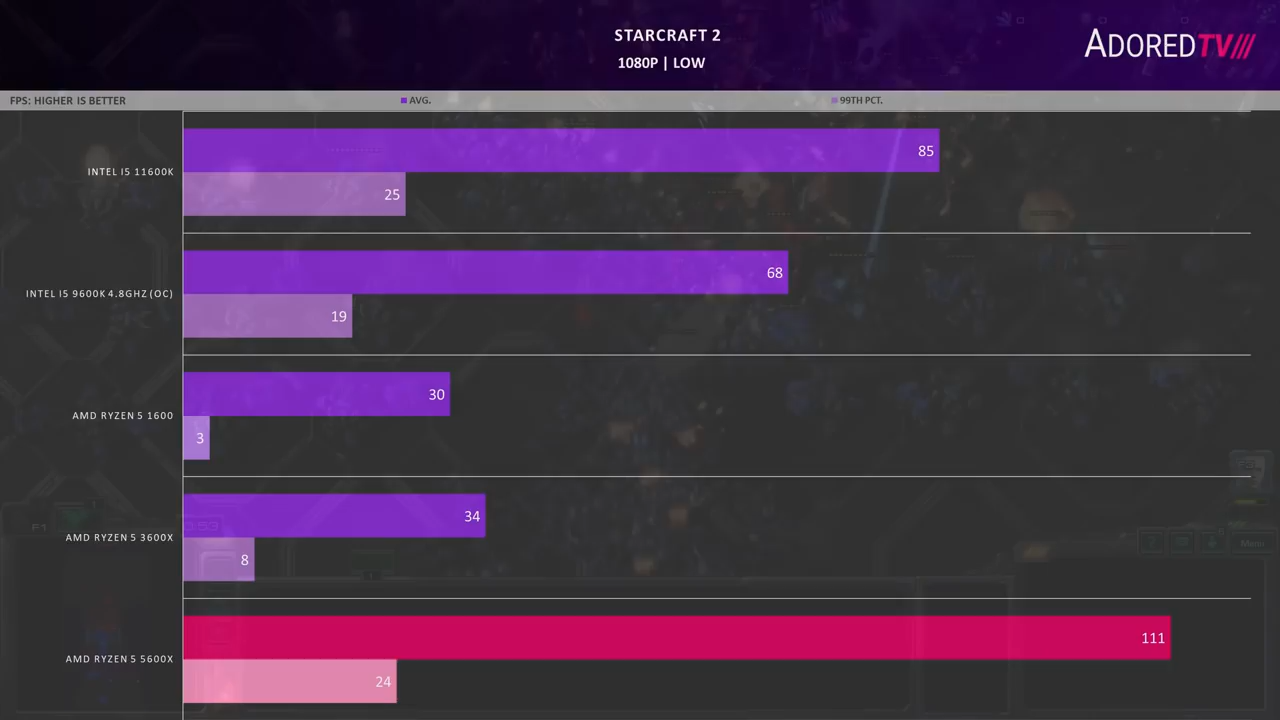 STARCRAFT 2
1080P | LOW
ADOREDTV
FPS: HIGHER IS BETTER
AVG.
99TH PCT.
INTEL I5 11600K
85
25
INTEL I5 9600K 4.8GHZ (OC)
68
19
AMD RYZEN 5 1600
30
3
AMD RYZEN 5 3600X
34
8
AMD RYZEN 5 5600X
111
24
F1
Menu